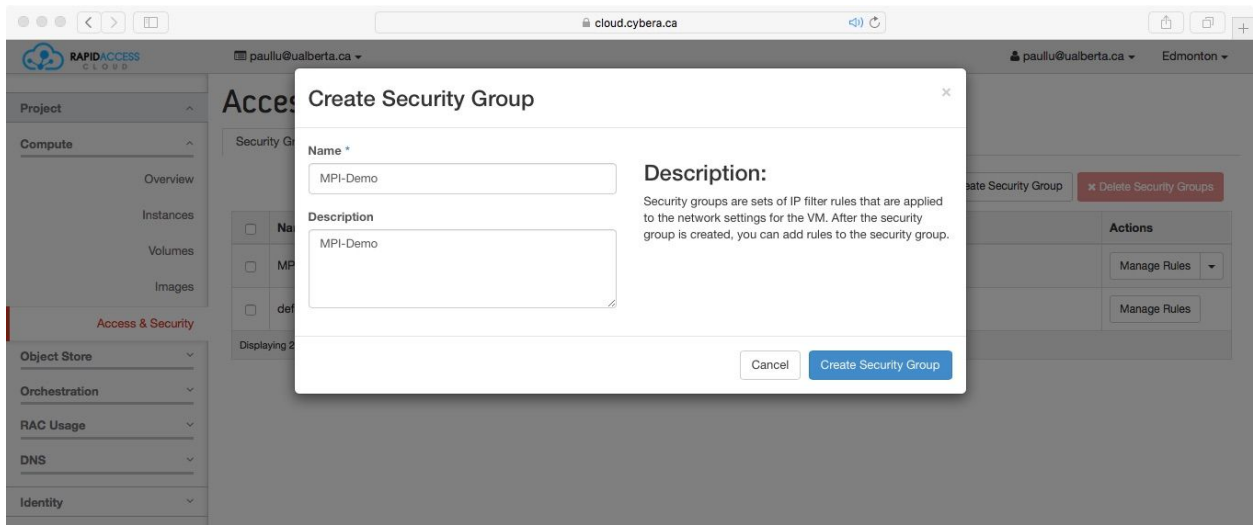 cloud.cybera.ca
RAPIDACCESS
CLOUD
paullu@ualberta.ca
paullu@ualberta.ca
Edmonton
Project
Compute
Overview
Instances
Volumes
Images
Access & Security
Object Store
Orchestration
RAC Usage
DNS
Identity
Acces
Security Gr
Create Security Group
×
Name *
MPI-Demo
Description
MPI-Demo
Description:
Security groups are sets of IP filter rules that are applied
to the network settings for the VM. After the security
group is created, you can add rules to the security group.
Cancel
Create Security Group
eate Security Group
Delete Security Groups
Na
Actions
MP
Manage Rules
def
Manage Rules
Displaying 2